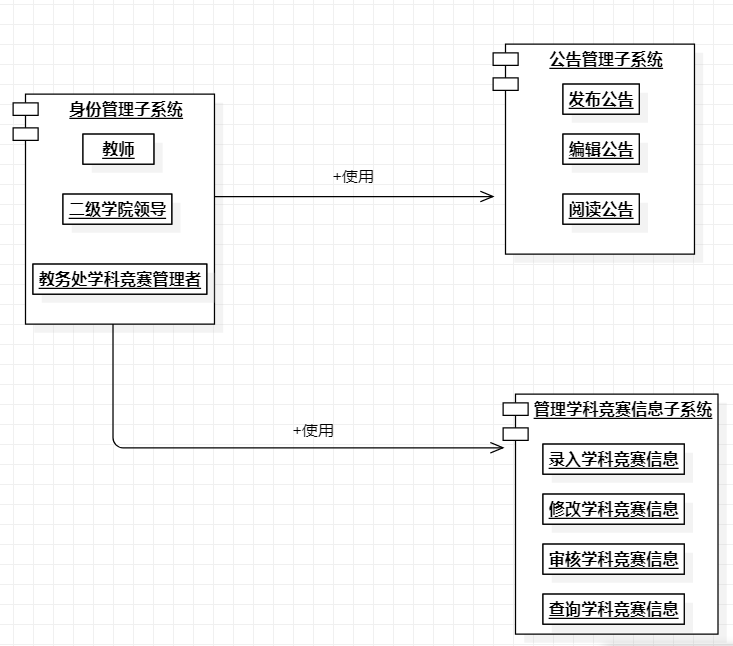 身份管理子系统
教师
二级学院领导
教务处学科竞赛管理者
+使用
公告管理子系统
发布公告
编辑公告
阅读公告
+使用
管理学科竞赛信息子系统
录入学科竞赛信息
修改学科竞赛信息
审核学科竞赛信息
查询学科竞赛信息